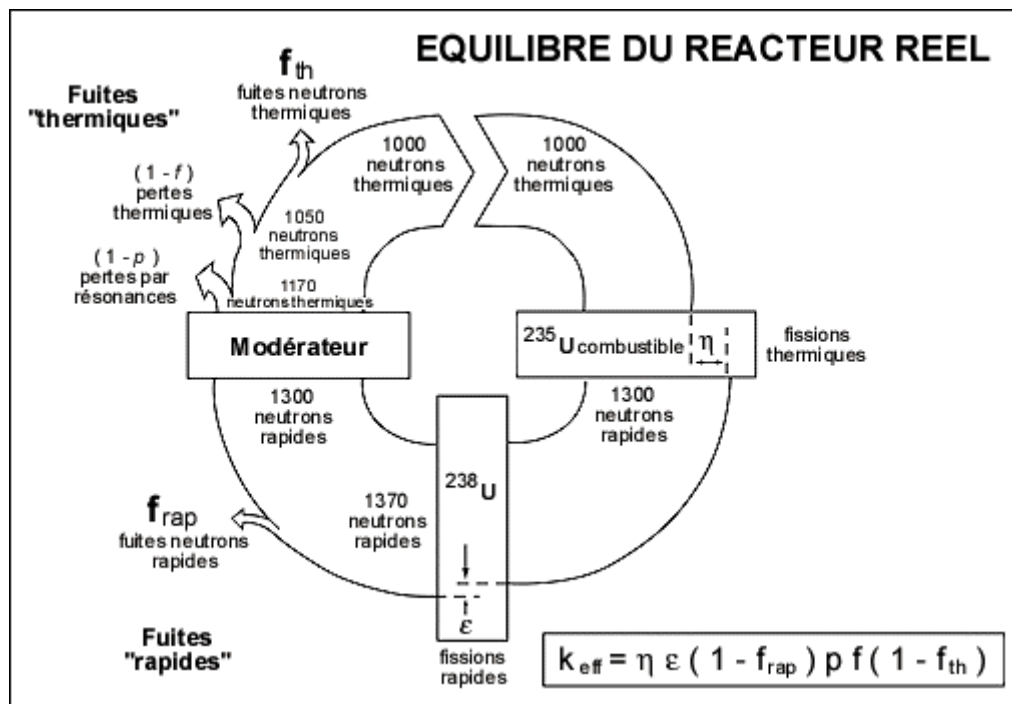 EQUILIBRE DU REACTEUR REEL
f th
fuites neutrons
thermiques
Fuites
"thermiques"
1000
neutrons
thermiques
1000
neutrons
thermiques
(1-f)
pertes
thermiques
1050
neutrons
thermiques
(1-p)
pertes par
résonances
1170
neutrons thermiques
Modérateur
235U combustible
η
fissions
thermiques
1300
neutrons
rapides
1300
neutrons
rapides
238U
1370
neutrons
rapides
f rap
fuites neutrons
rapides
ε
Fuites
"rapides"
fissions
rapides
k eff = η ε ( 1 - f rap ) p f ( 1 - f th )